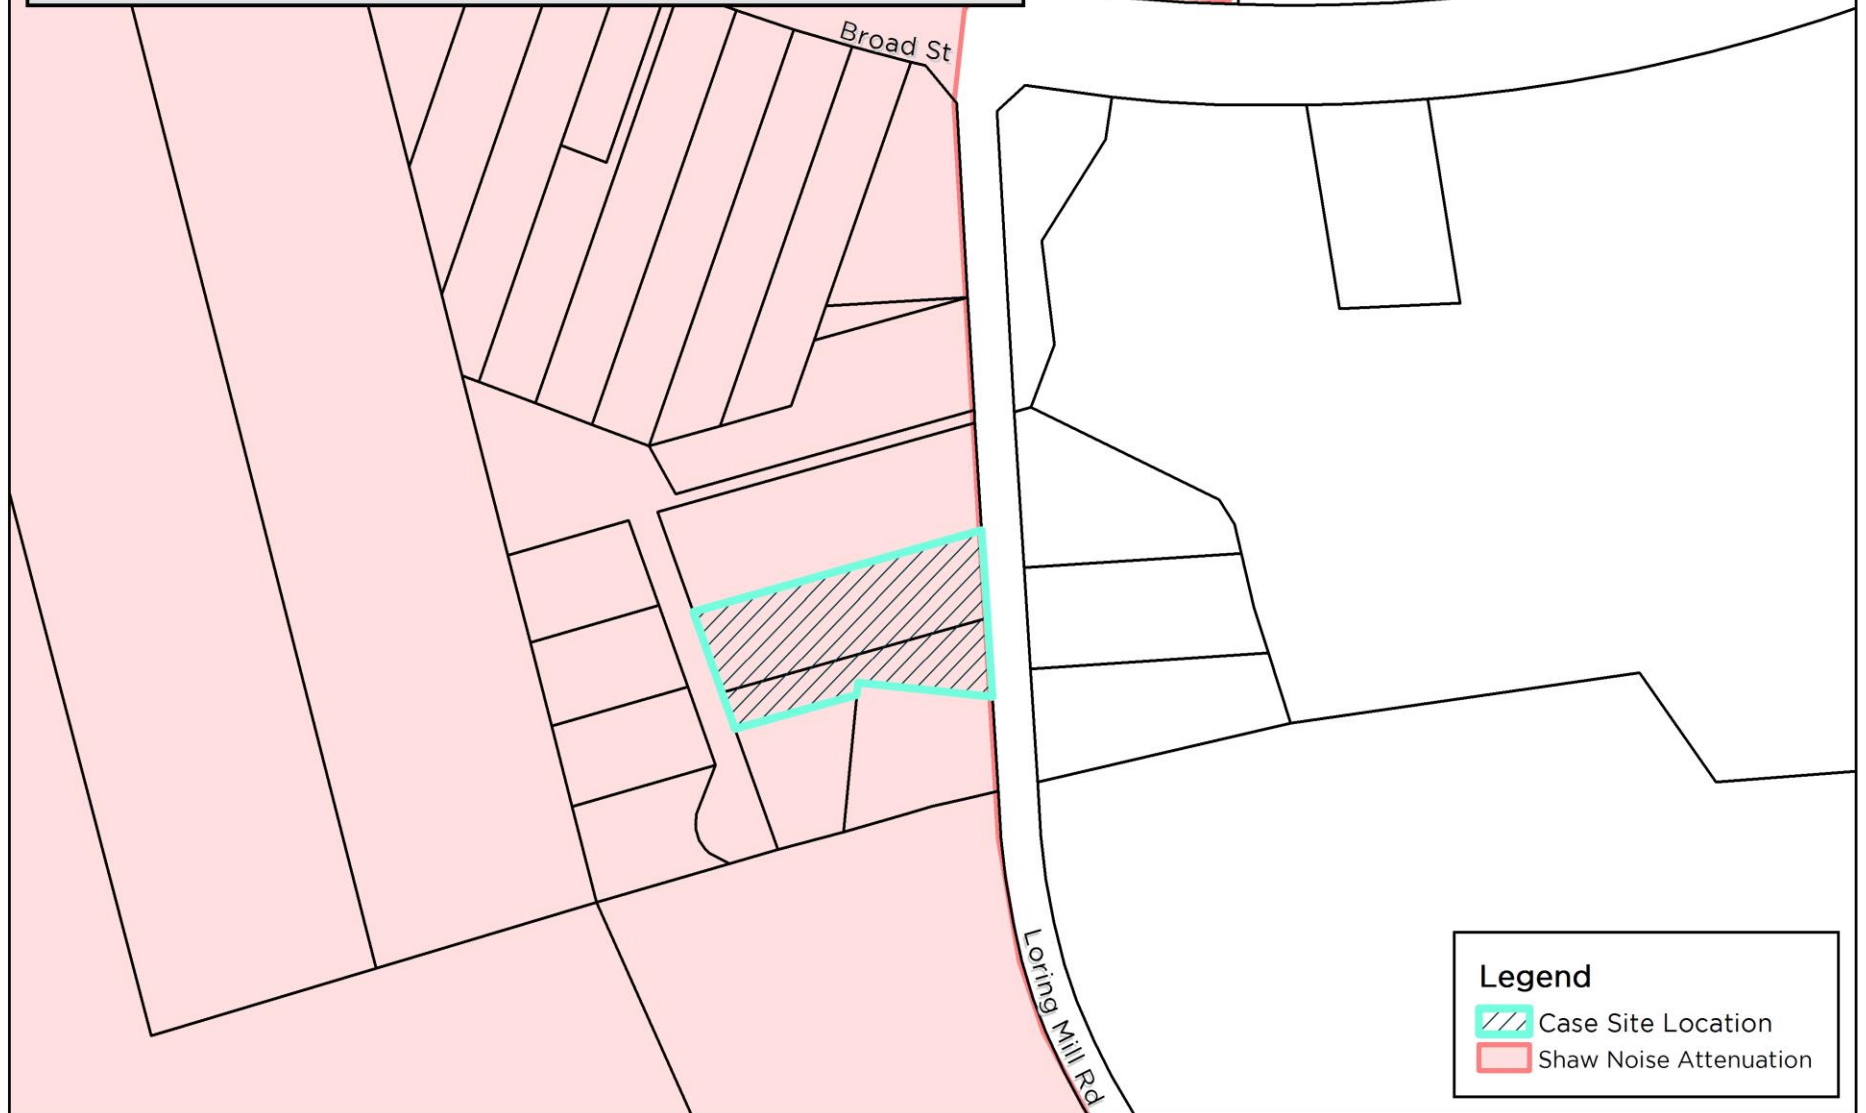 Broad St
Loring Mill Rd
Legend
Case Site Location
Shaw Noise Attenuation